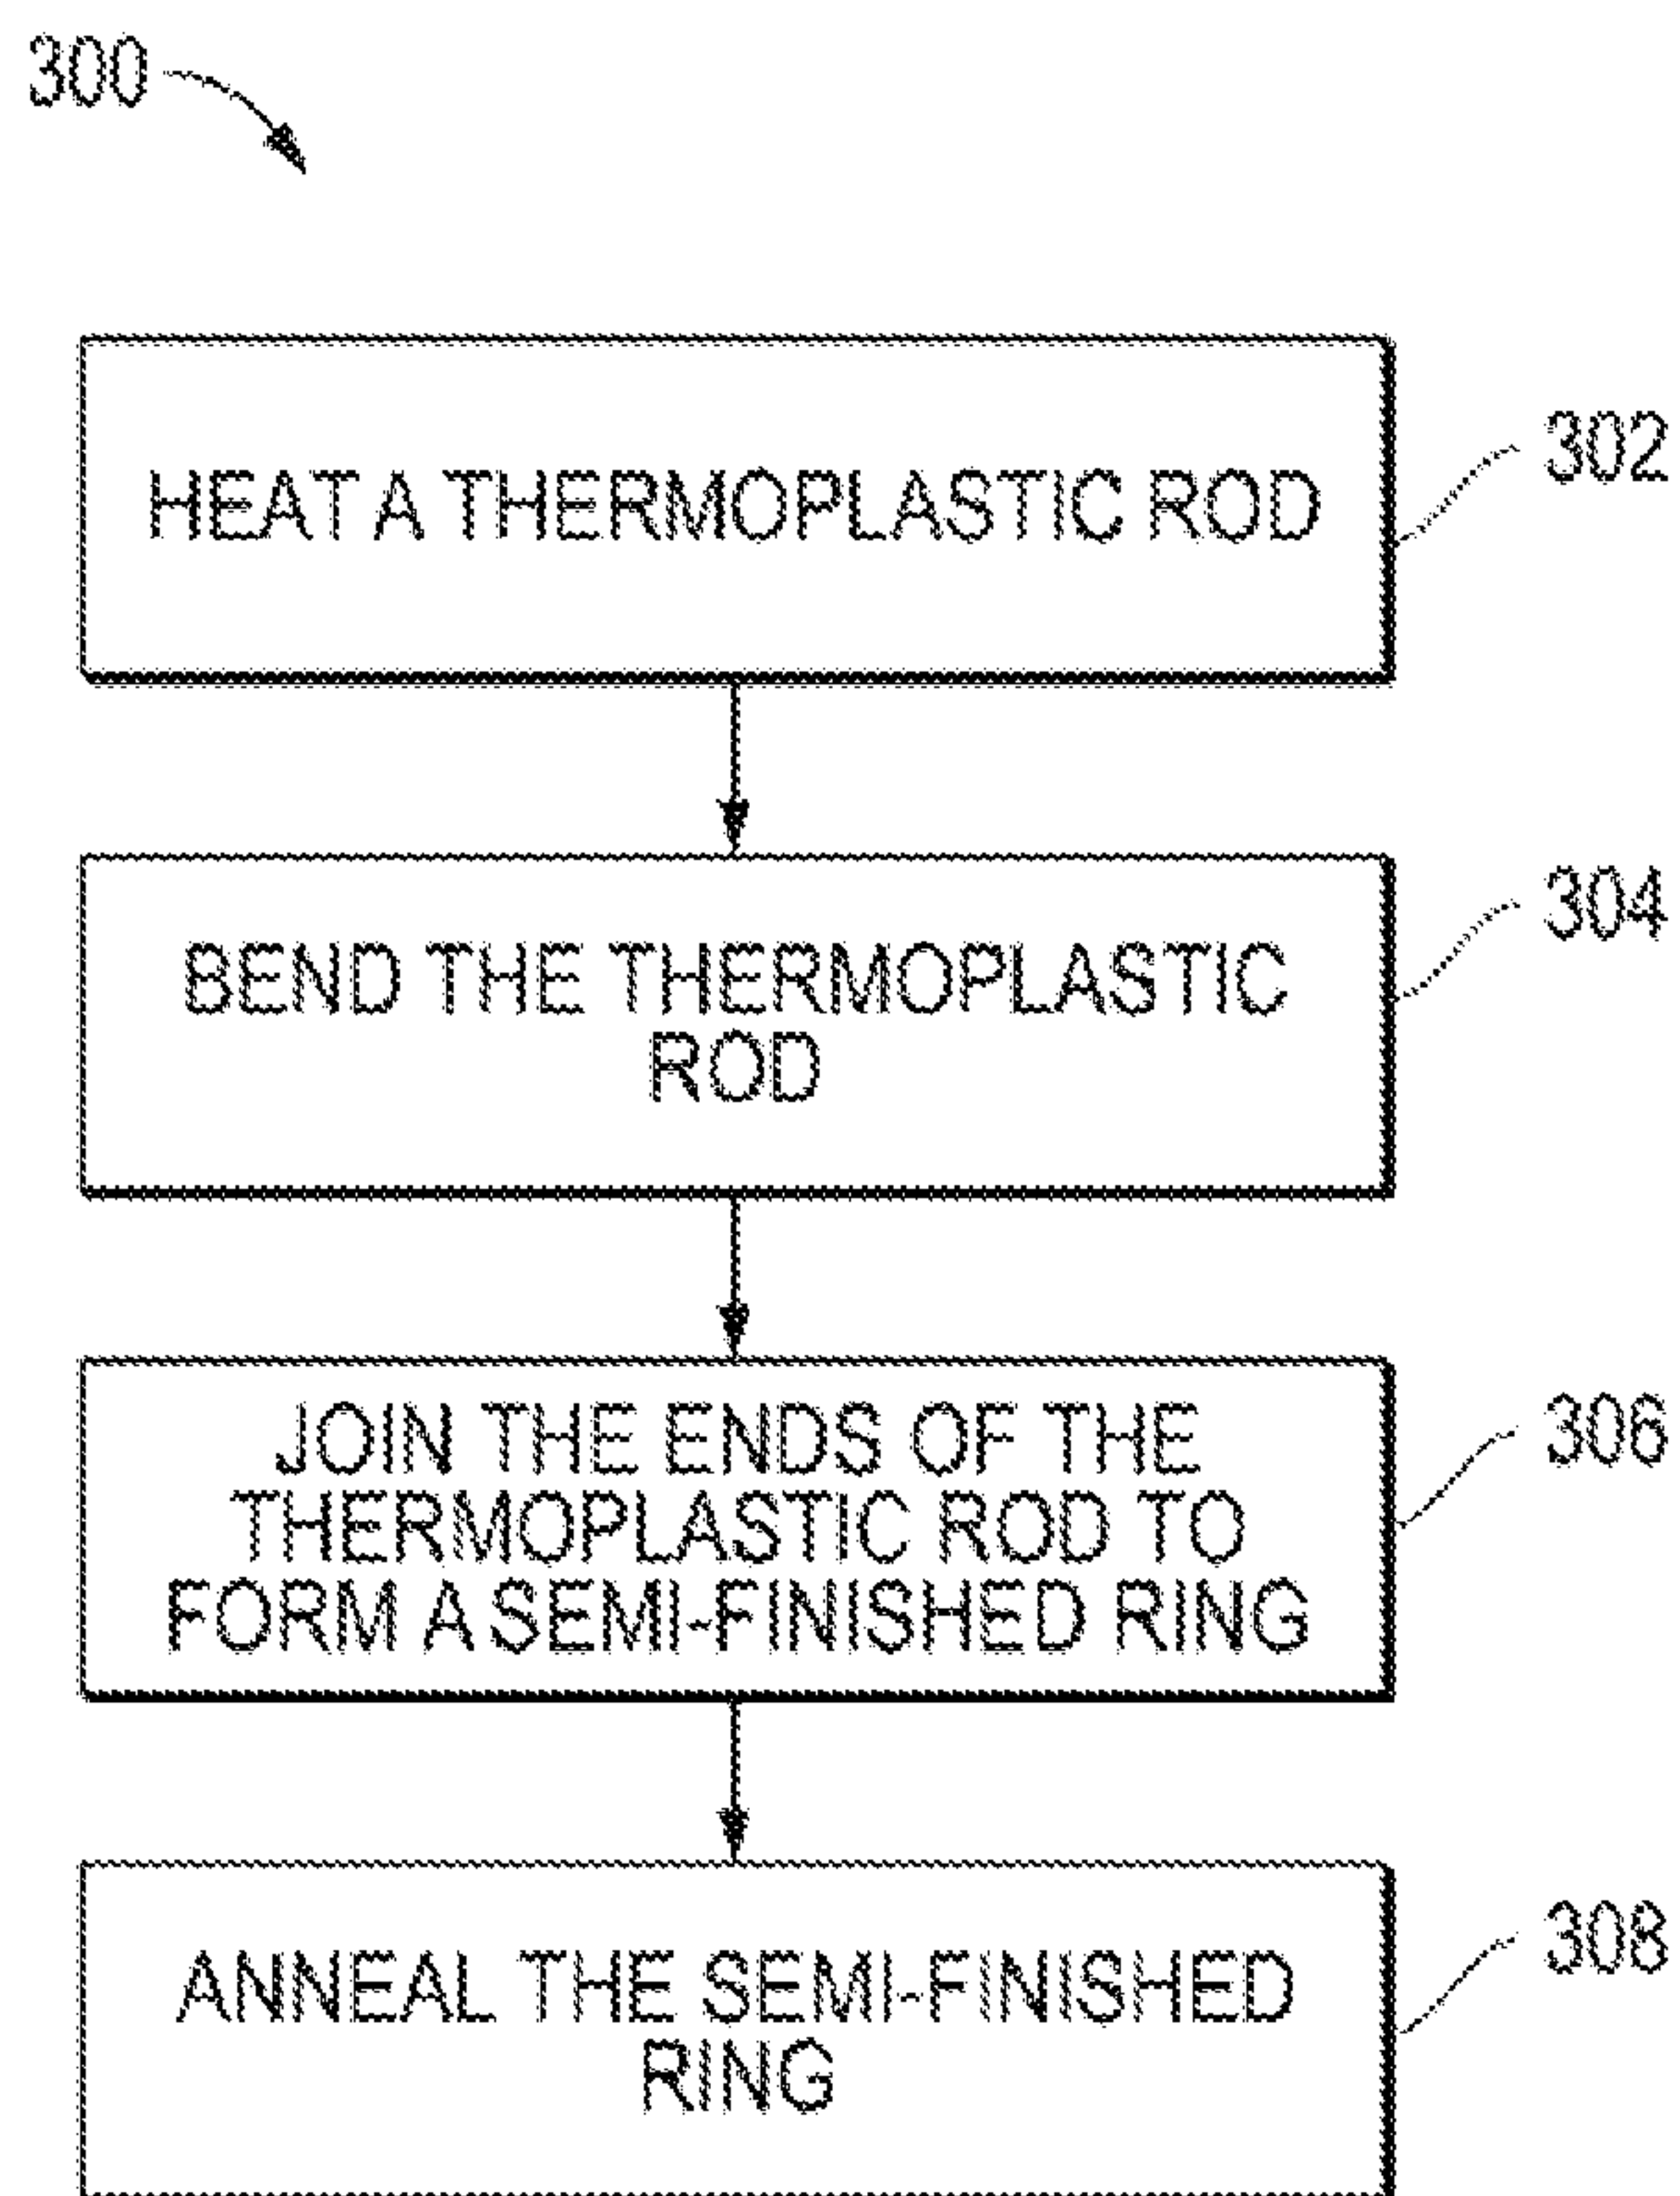 300
HEAT A THERMOPLASTIC ROD
302
BEND THE THERMOPLASTIC
ROD
304
JOIN THE ENDS OF THE
THERMOPLASTIC ROD TO
FORM A SEMI-FINISHED RING
306
ANNEAL THE SEMI-FINISHED
RING
308